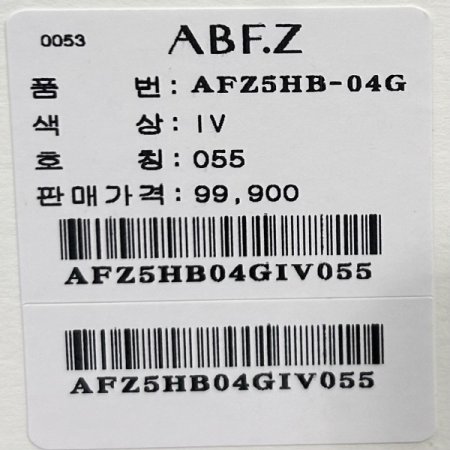 0053 ABF.Z
품 번 : AFZ5HB-04G
색 상 : IV
호 칭 : 055
판매가격 : 99,900
AFZ5HB04GIV055
AFZ5HB04GIV055